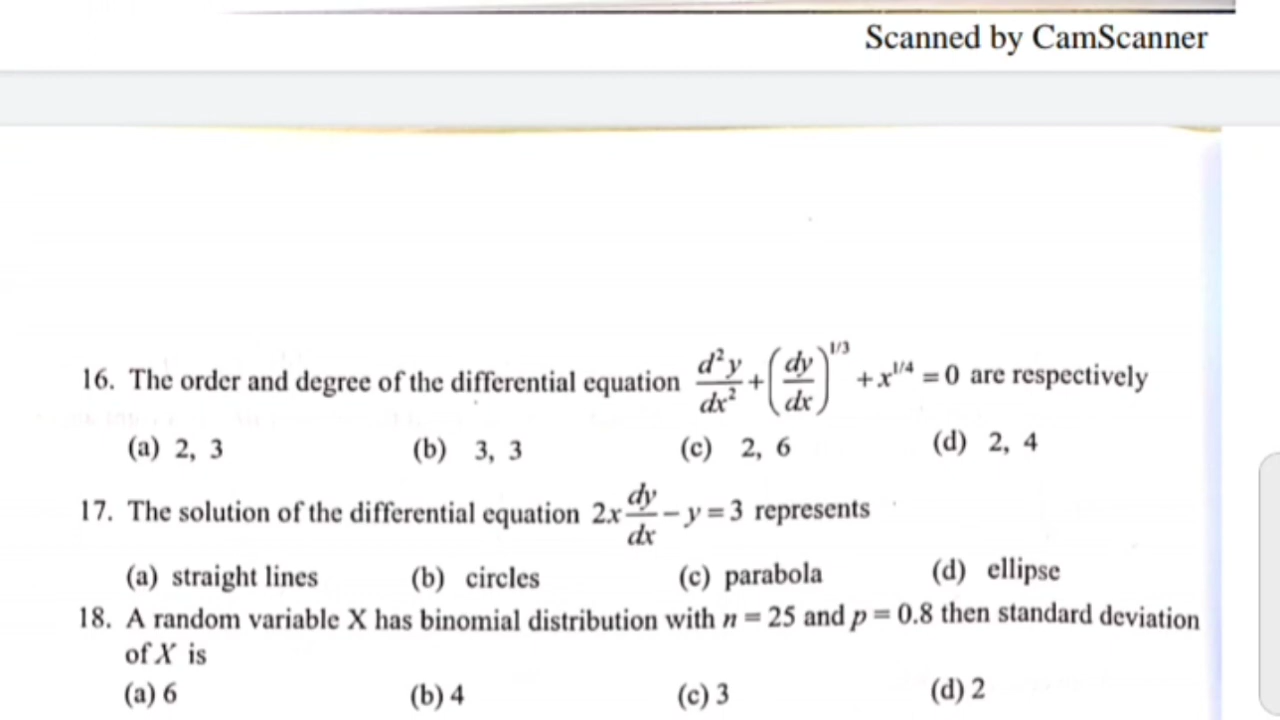 Scanned by CamScanner
16. The order and degree of the differential equation d²y/dx² + (dy/dx)^1/3 + x^1/4 = 0 are respectively
(a) 2, 3 (b) 3, 3 (c) 2, 6 (d) 2, 4
17. The solution of the differential equation 2x dy/dx − y = 3 represents
(a) straight lines (b) circles (c) parabola (d) ellipse
18. A random variable X has binomial distribution with n = 25 and p = 0.8 then standard deviation
of X is
(a) 6 (b) 4 (c) 3 (d) 2